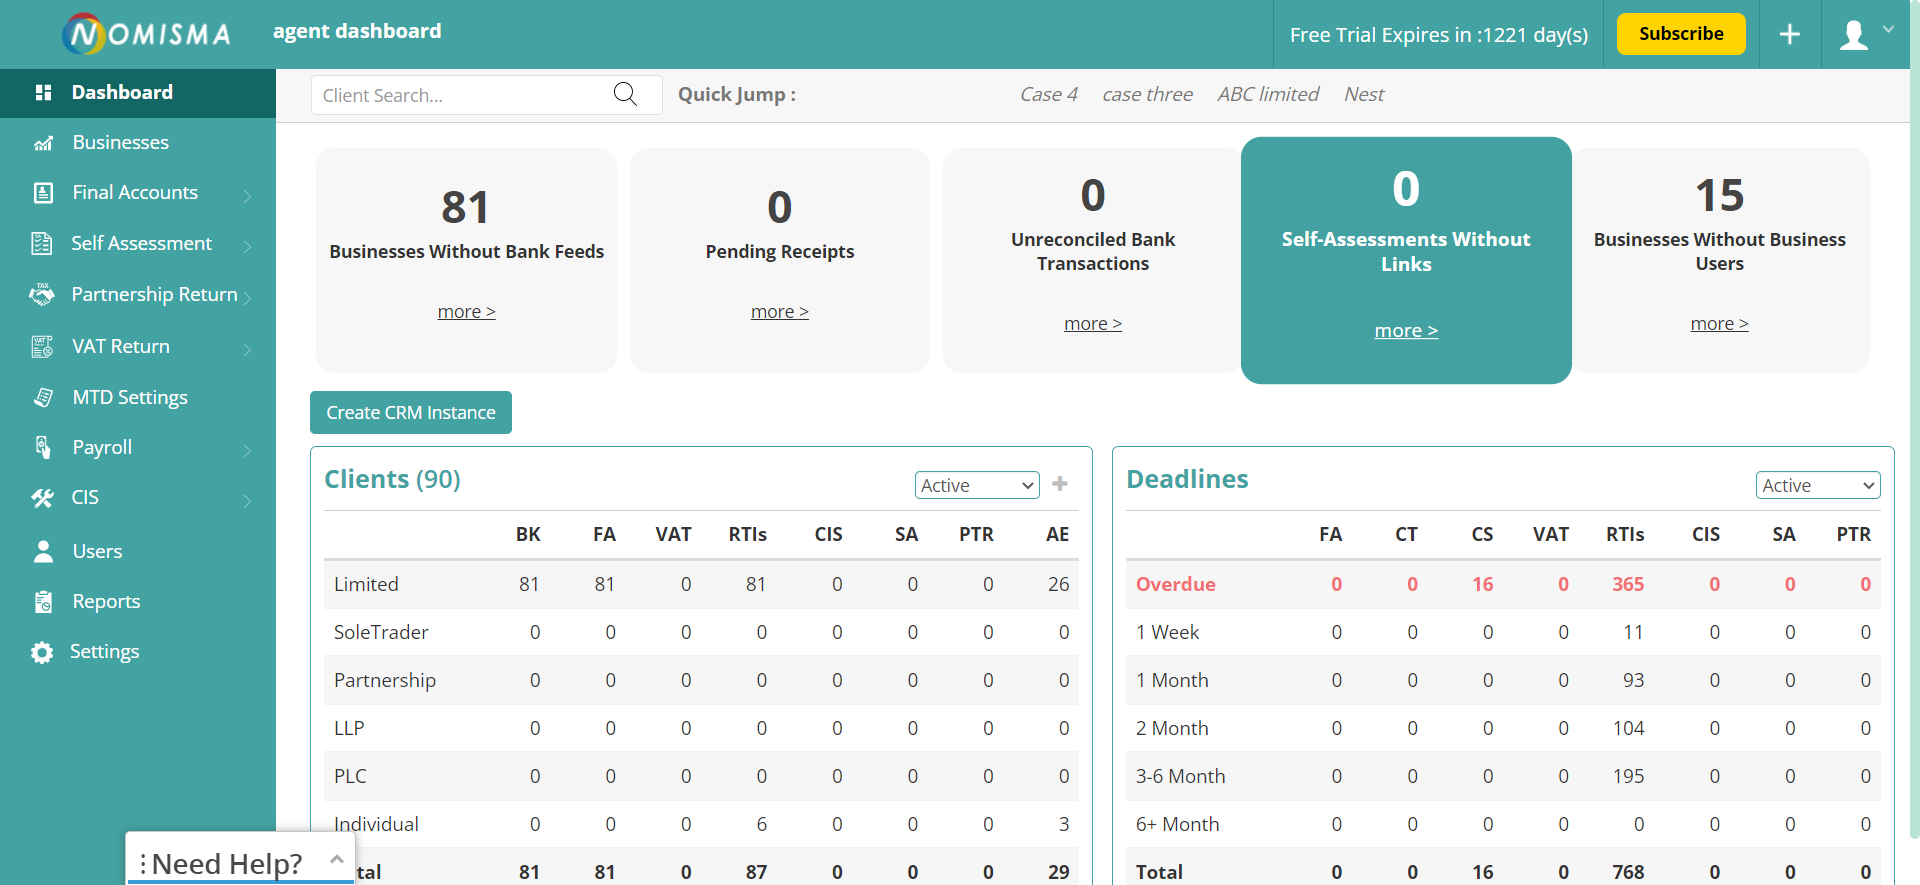 NOMISMA
agent dashboard
Free Trial Expires in :1221 day(s)
Subscribe
Dashboard
Businesses
Final Accounts
Self Assessment
Partnership Return
VAT Return
MTD Settings
Payroll
CIS
Users
Reports
Settings
Client Search...
Quick Jump :
Case 4 case three ABC limited Nest
81
Businesses Without Bank Feeds
more >
0
Pending Receipts
more >
0
Unreconciled Bank
Transactions
more >
0
Self-Assessments Without
Links
more >
15
Businesses Without Business
Users
more >
Create CRM Instance
Clients (90)
Active
BK FA VAT RTIs CIS SA PTR AE
Limited 81 81 0 81 0 0 0 26
SoleTrader 0 0 0 0 0 0 0 0
Partnership 0 0 0 0 0 0 0 0
LLP 0 0 0 0 0 0 0 0
PLC 0 0 0 0 0 0 0 0
Individual 0 0 0 6 0 0 0 3
tal 81 81 0 87 0 0 0 29
Deadlines
Active
FA CT CS VAT RTIs CIS SA PTR
Overdue 0 0 16 0 365 0 0 0
1 Week 0 0 0 0 11 0 0 0
1 Month 0 0 0 0 93 0 0 0
2 Month 0 0 0 0 104 0 0 0
3-6 Month 0 0 0 0 195 0 0 0
6+ Month 0 0 0 0 0 0 0 0
Total 0 0 16 0 768 0 0 0
Need Help?